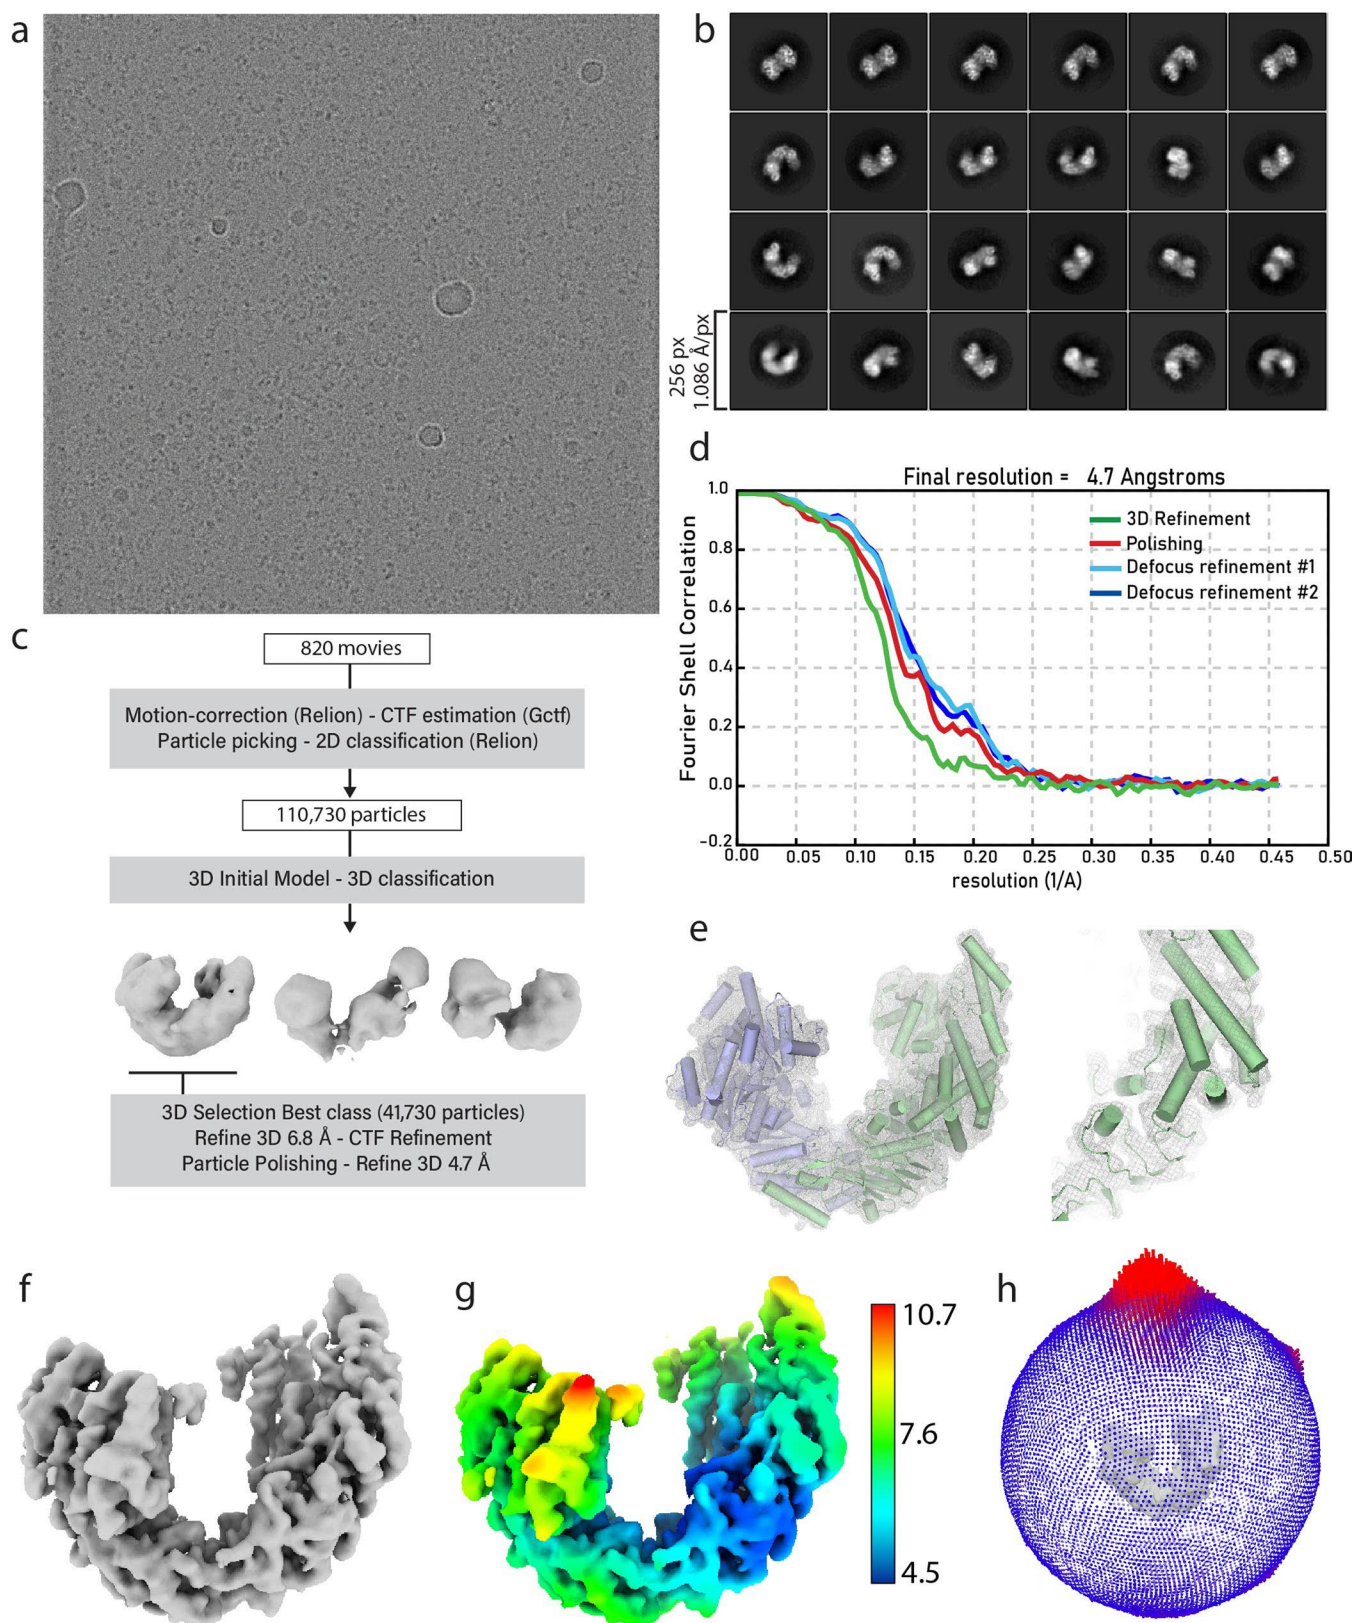 a
b
256 px
1.086 Å/px
c
820 movies
Motion-correction (Relion) - CTF estimation (Gctf)
Particle picking - 2D classification (Relion)
110,730 particles
3D Initial Model - 3D classification
3D Selection Best class (41,730 particles)
Refine 3D 6.8 Å - CTF Refinement
Particle Polishing - Refine 3D 4.7 Å
d
Final resolution = 4.7 Angstroms
3D Refinement
Polishing
Defocus refinement #1
Defocus refinement #2
Fourier Shell Correlation
1.0
0.8
0.6
0.4
0.2
0.0
-0.2
0.00 0.05 0.10 0.15 0.20 0.25 0.30 0.35 0.40 0.45 0.50
resolution (1/A)
e
f
g
10.7
7.6
4.5
h